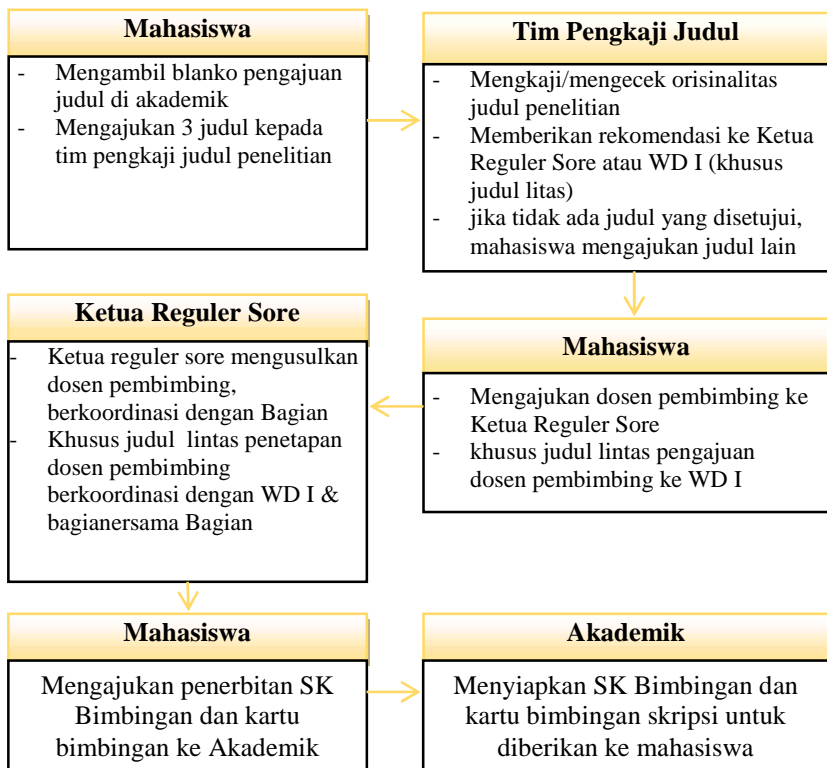 Mahasiswa
- Mengambil blanko pengajuan
judul di akademik
- Mengajukan 3 judul kepada
tim pengkaji judul penelitian
Tim Pengkaji Judul
- Mengkaji/mengecek orisinalitas
judul penelitian
- Memberikan rekomendasi ke Ketua
Reguler Sore atau WD I (khusus
judul litas)
- jika tidak ada judul yang disetujui,
mahasiswa mengajukan judul lain
Mahasiswa
- Mengajukan dosen pembimbing ke
Ketua Reguler Sore
- khusus judul lintas pengajuan
dosen pembimbing ke WD I
Ketua Reguler Sore
- Ketua reguler sore mengusulkan
dosen pembimbing,
berkoordinasi dengan Bagian
- Khusus judul lintas penetapan
dosen pembimbing
berkoordinasi dengan WD I &
bagianersama Bagian
Mahasiswa
Mengajukan penerbitan SK
Bimbingan dan kartu
bimbingan ke Akademik
Akademik
Menyiapkan SK Bimbingan dan
kartu bimbingan skripsi untuk
diberikan ke mahasiswa